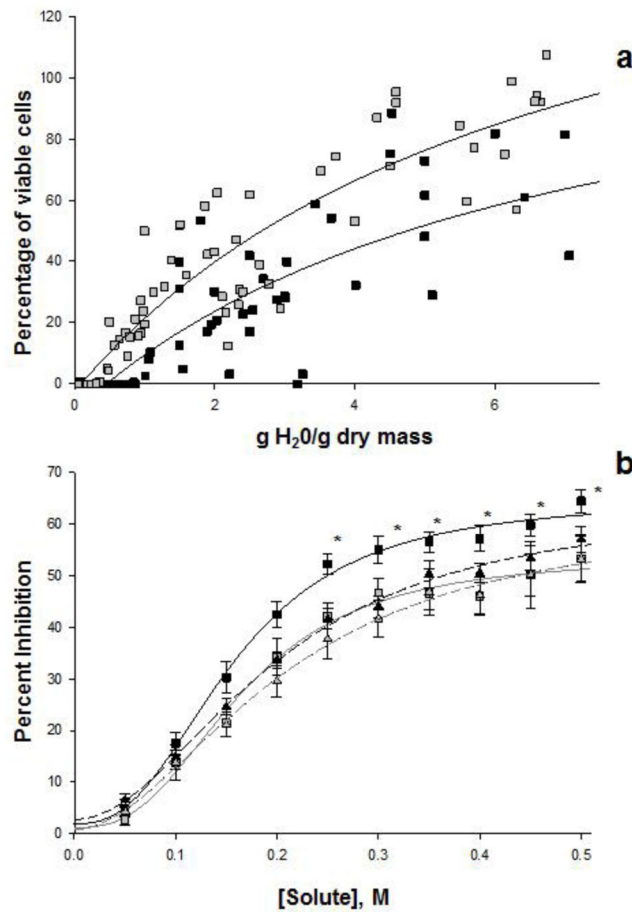 a
120
100
80
60
40
20
0
Percentage of viable cells
0 2 4 6
g H20/g dry mass
b
70
60
50
40
30
20
10
0
Percent Inhibition
* * * * * *
0.0 0.1 0.2 0.3 0.4 0.5
[Solute], M